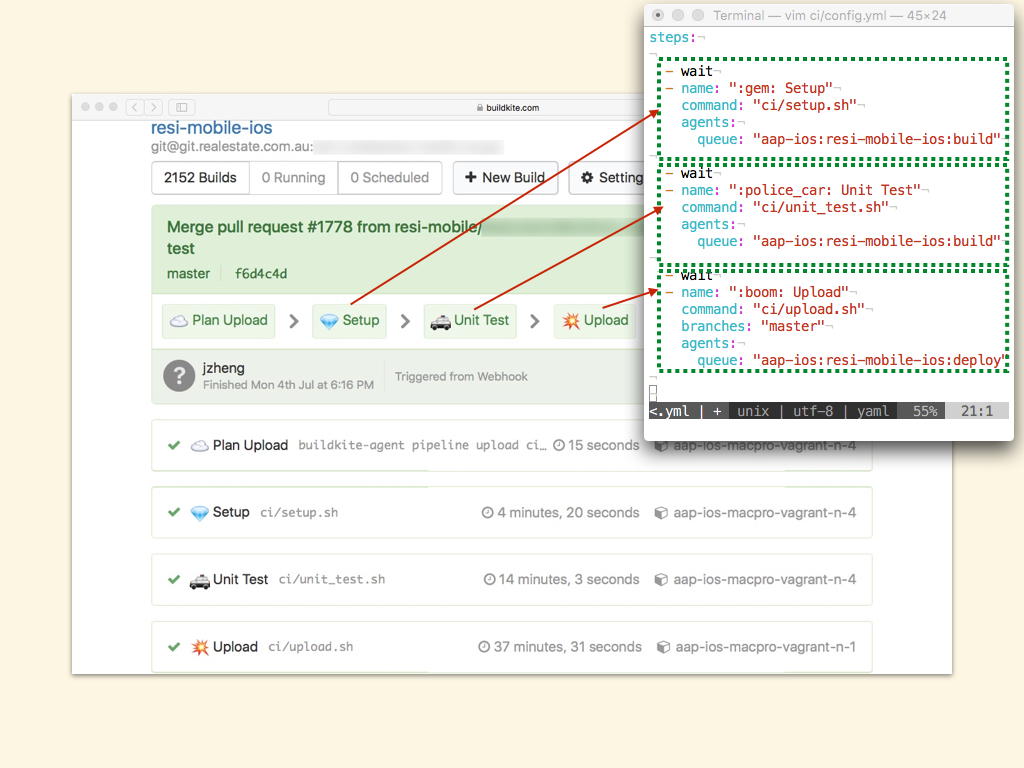 Terminal — vim ci/config.yml — 45×24
steps:¬
¬
- wait¬
- name: ":gem: Setup"¬
command: "ci/setup.sh"¬
agents:¬
queue: "aap-ios:resi-mobile-ios:build"
¬
- wait¬
- name: ":police_car: Unit Test"¬
command: "ci/unit_test.sh"¬
agents:¬
queue: "aap-ios:resi-mobile-ios:build"
¬
- wait¬
- name: ":boom: Upload"¬
command: "ci/upload.sh"¬
branches: "master"¬
agents:¬
queue: "aap-ios:resi-mobile-ios:deploy"
¬
<.yml | + unix | utf-8 | yaml 55% 21:1
buildkite.com
resi-mobile-ios
git@git.realestate.com.au:
2152 Builds 0 Running 0 Scheduled + New Build Setting
Merge pull request #1778 from resi-mobile/
test
master f6d4c4d
Plan Upload Setup Unit Test Upload
? jzheng
Finished Mon 4th Jul at 6:16 PM Triggered from Webhook
Plan Upload buildkite-agent pipeline upload ci… 15 seconds aap-ios-macpro-vagrant-n-4
Setup ci/setup.sh 4 minutes, 20 seconds aap-ios-macpro-vagrant-n-4
Unit Test ci/unit_test.sh 14 minutes, 3 seconds aap-ios-macpro-vagrant-n-4
Upload ci/upload.sh 37 minutes, 31 seconds aap-ios-macpro-vagrant-n-1